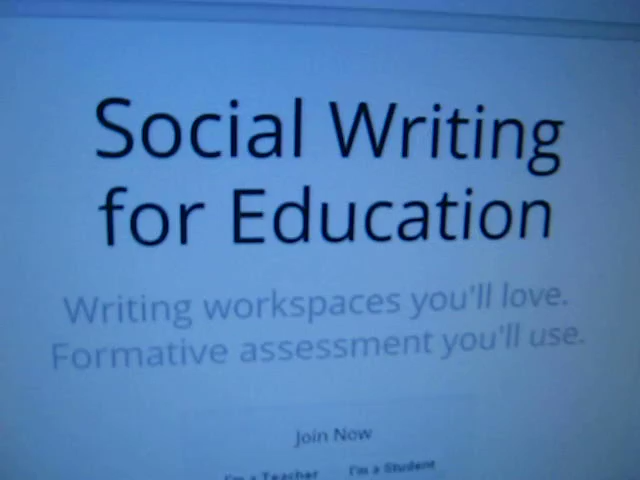 Social Writing
for Education
Writing workspaces you'll love.
Formative assessment you'll use.
Join Now
I'm a Teacher I'm a Student